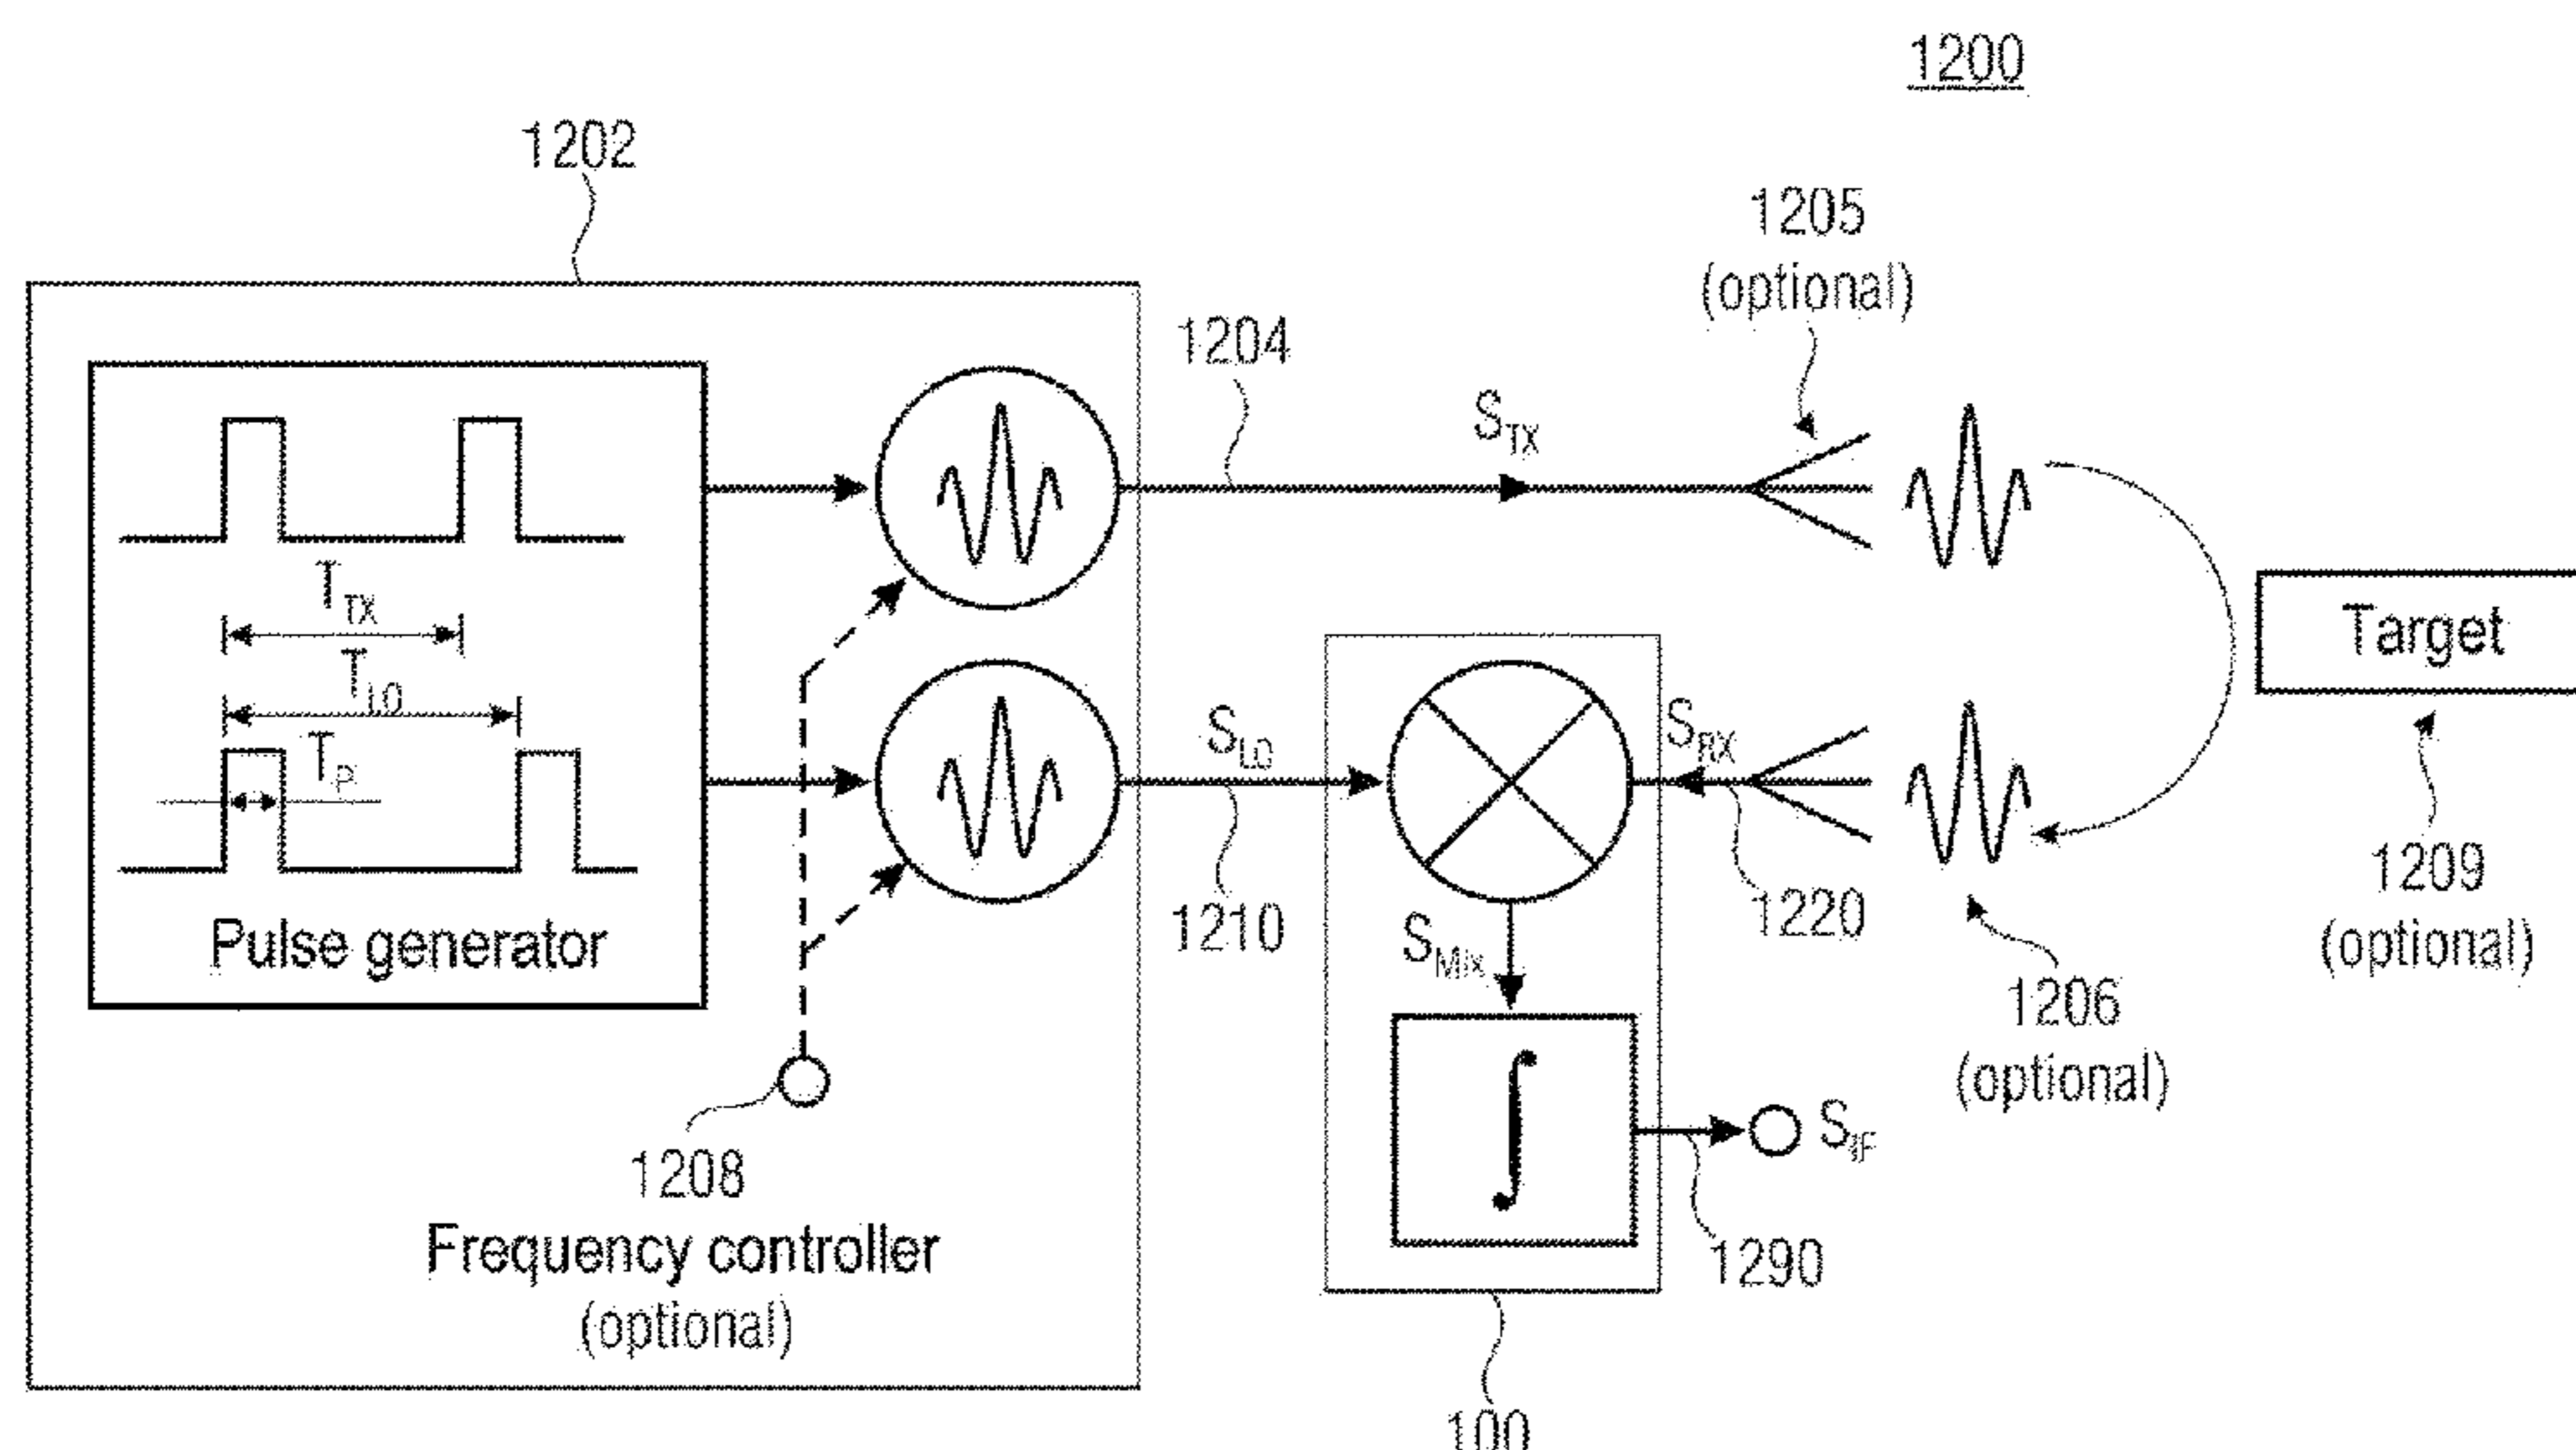 1200
1202
1205
(optional)
1204
S_TX
T_TX
T_LO
T_P
Pulse generator
S_LO
1210
S_RX
1220
Target
1209
(optional)
1206
(optional)
S_Mix
1208
Frequency controller
(optional)
S_IF
1290
100